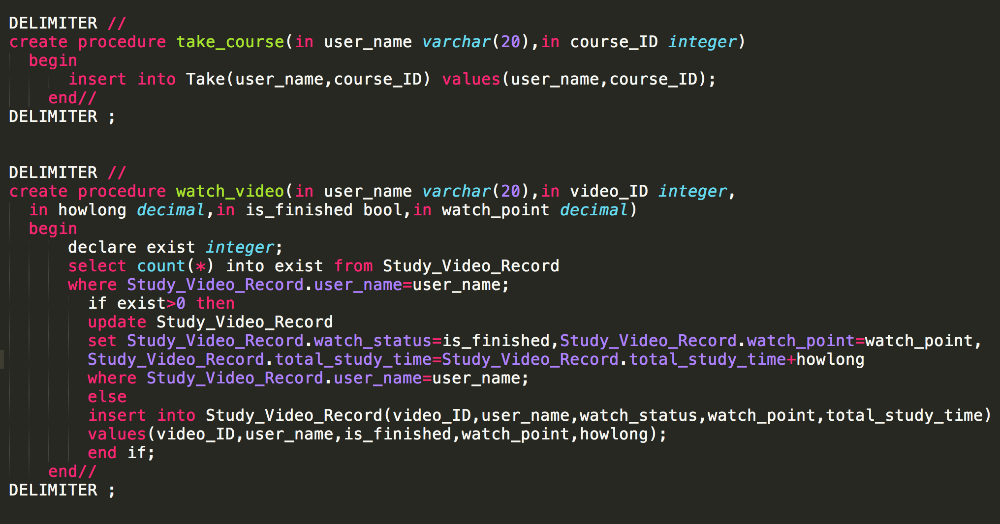 DELIMITER //
create procedure take_course(in user_name varchar(20),in course_ID integer)
begin
insert into Take(user_name,course_ID) values(user_name,course_ID);
end//
DELIMITER ;
DELIMITER //
create procedure watch_video(in user_name varchar(20),in video_ID integer,
in howlong decimal,in is_finished bool,in watch_point decimal)
begin
declare exist integer;
select count(*) into exist from Study_Video_Record
where Study_Video_Record.user_name=user_name;
if exist>0 then
update Study_Video_Record
set Study_Video_Record.watch_status=is_finished,Study_Video_Record.watch_point=watch_point,
Study_Video_Record.total_study_time=Study_Video_Record.total_study_time+howlong
where Study_Video_Record.user_name=user_name;
else
insert into Study_Video_Record(video_ID,user_name,watch_status,watch_point,total_study_time)
values(video_ID,user_name,is_finished,watch_point,howlong);
end if;
end//
DELIMITER ;